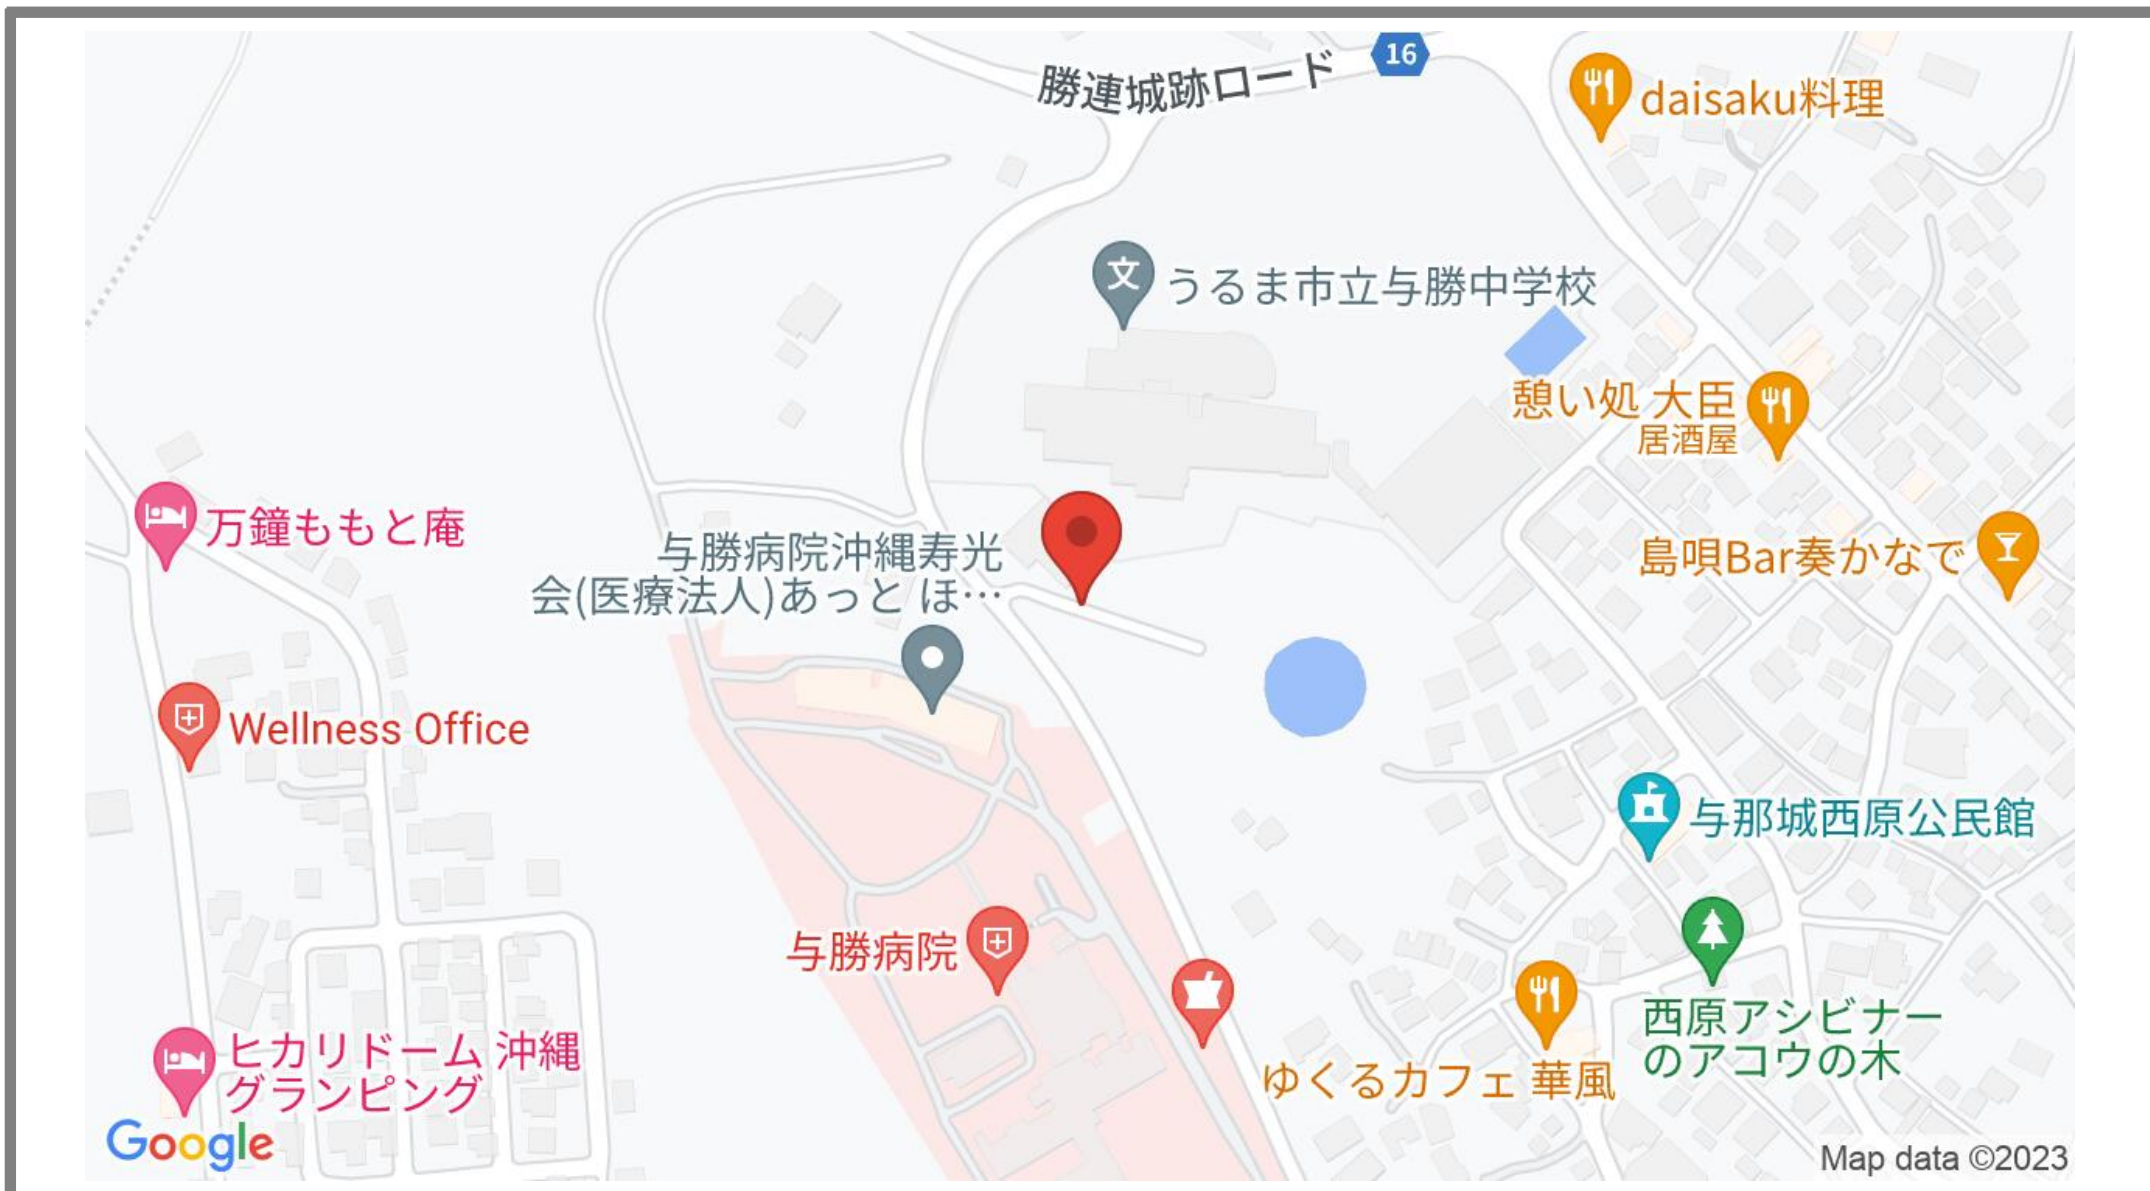 勝連城跡ロード
16
daisaku料理
うるま市立与勝中学校
憩い処 大臣
居酒屋
万鐘ももと庵
与勝病院沖縄寿光
会(医療法人)あっと ほ…
島唄Bar奏かなで
Wellness Office
与那城西原公民館
与勝病院
西原アシビナー
のアコウの木
ヒカリドーム 沖縄
グランピング
ゆくるカフェ 華風
Google
Map data ©2023
文